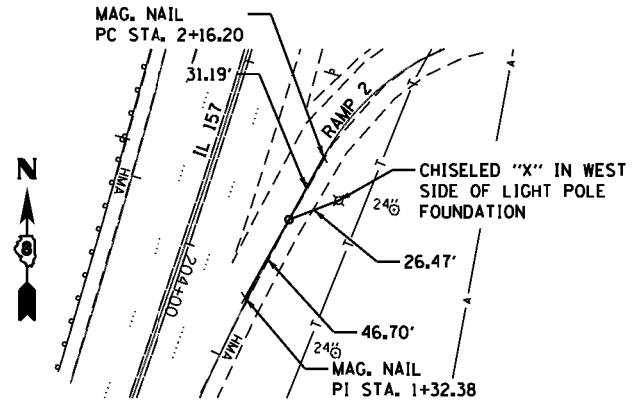 MAG. NAIL
PC STA. 2+16.20
31.19'
RAMP 2
P
IL 157
A
HMA
T
N
8
CHISELED "X" IN WEST
SIDE OF LIGHT POLE
FOUNDATION
24"
26.47'
204+00
T
A
46.70'
T
HMA
24"
MAG. NAIL
PI STA. 1+32.38